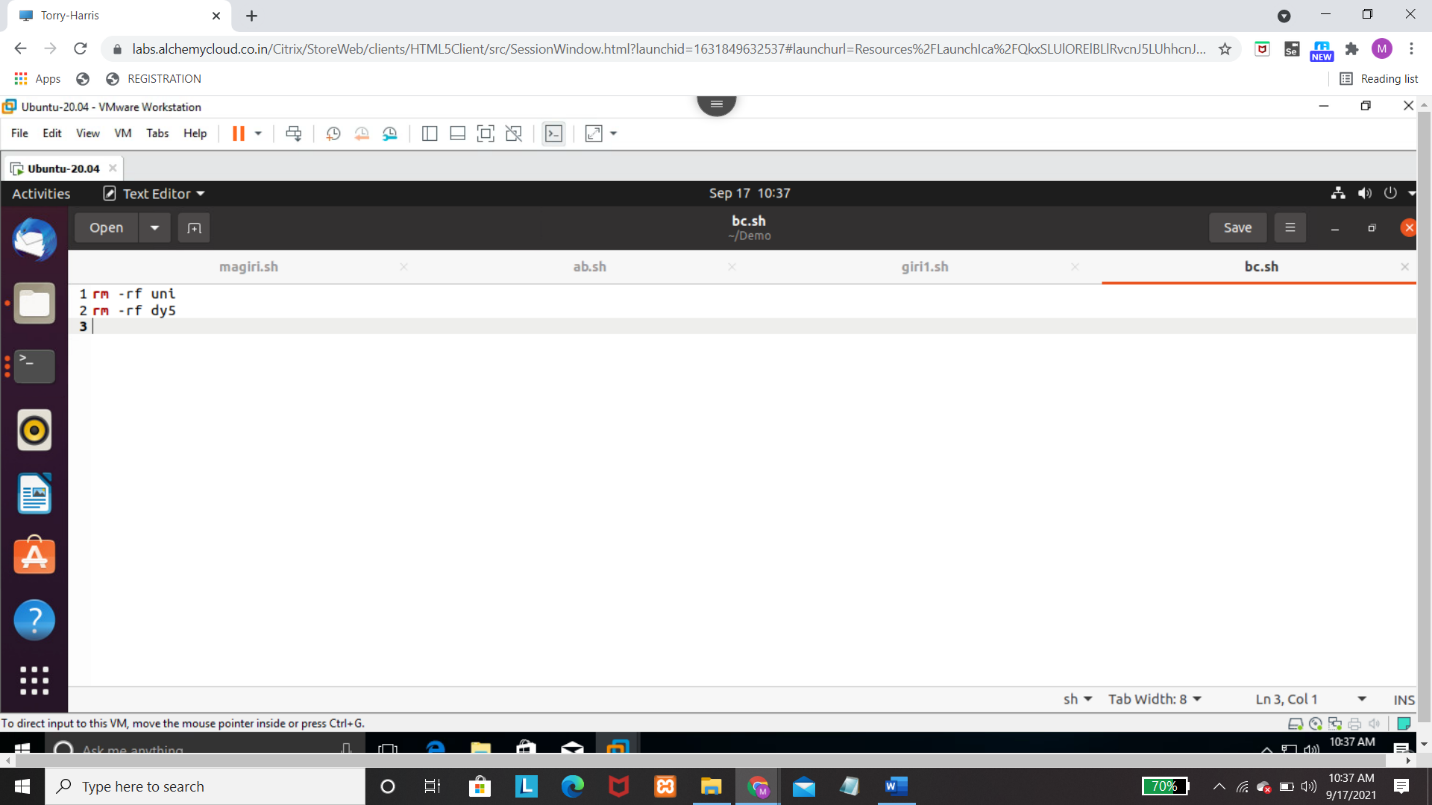 Torry-Harris
labs.alchemycloud.co.in/Citrix/StoreWeb/clients/HTML5Client/src/SessionWindow.html?launchid=1631849632537#launchurl=Resources%2FLaunchIca%2FQkxSLUlORElBLlRvcnJ5LUhhcnJ...
Se
NEW
M
Apps
REGISTRATION
Reading list
Ubuntu-20.04 - VMware Workstation
File Edit View VM Tabs Help
Ubuntu-20.04
Activities Text Editor Sep 17 10:37
Open bc.sh Save
~/Demo
magiri.sh ab.sh giri1.sh bc.sh
1 rm -rf uni
2 rm -rf dy5
3
sh Tab Width: 8 Ln 3, Col 1 INS
To direct input to this VM, move the mouse pointer inside or press Ctrl+G.
Ask me anything 10:37 AM
Type here to search L W 70% 10:37 AM
9/17/2021